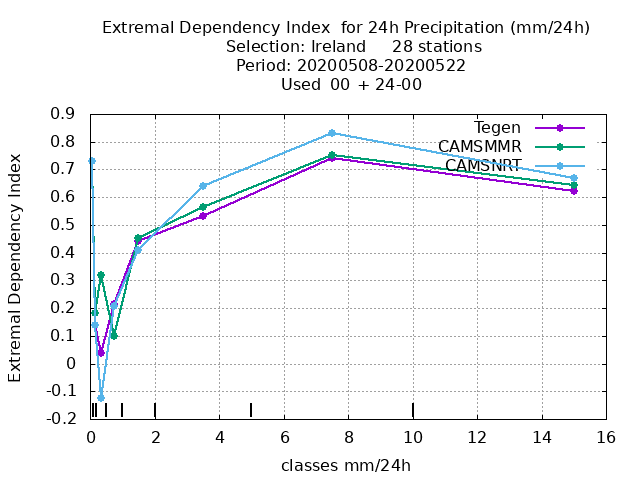 Extremal Dependency Index  for 24h Precipitation (mm/24h)
Selection: Ireland     28 stations
Period: 20200508-20200522
Used  00 + 24-00
Extremal Dependency Index
0.9
0.8
0.7
0.6
0.5
0.4
0.3
0.2
0.1
0
-0.1
-0.2
Tegen
CAMSMMR
CAMSNRT
0 2 4 6 8 10 12 14 16
classes mm/24h